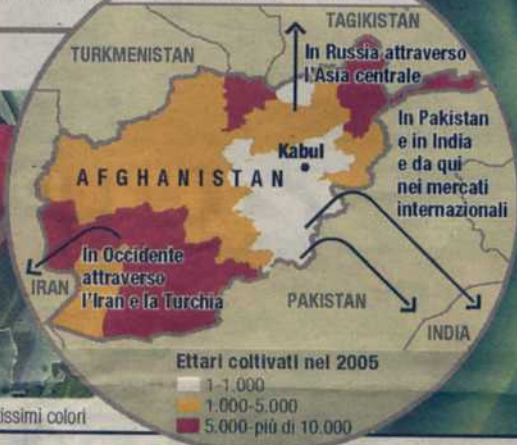 TAGIKISTAN
TURKMENISTAN
In Russia attraverso
l'Asia centrale
In Pakistan
e in India
e da qui
nei mercati
internazionali
Kabul
AFGHANISTAN
In Occidente
attraverso
l'Iran e la Turchia
IRAN
PAKISTAN
INDIA
Ettari coltivati nel 2005
1-1.000
1.000-5.000
5.000-più di 10.000
colori